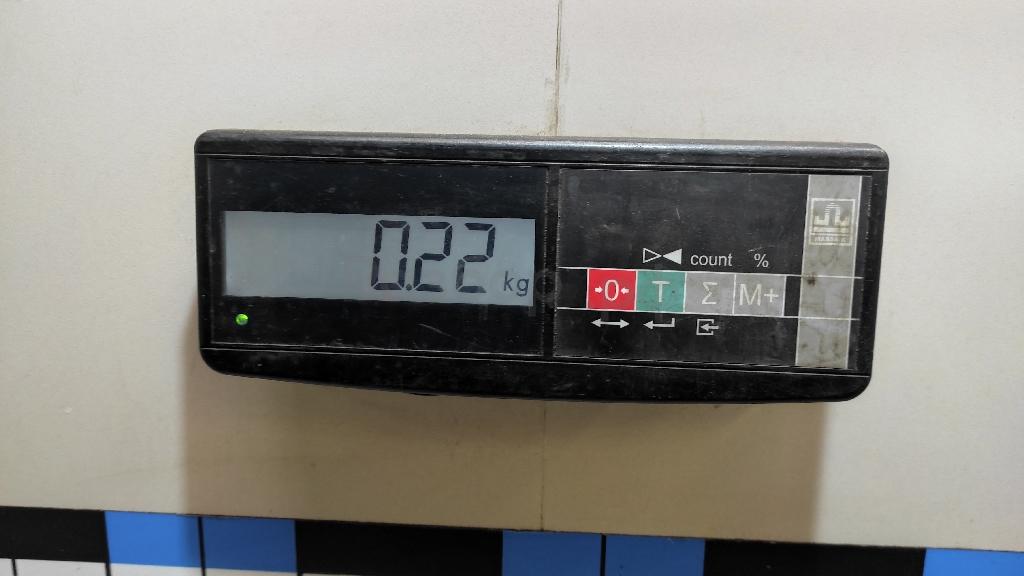 0.22 kg
count %
→0← T Σ M+